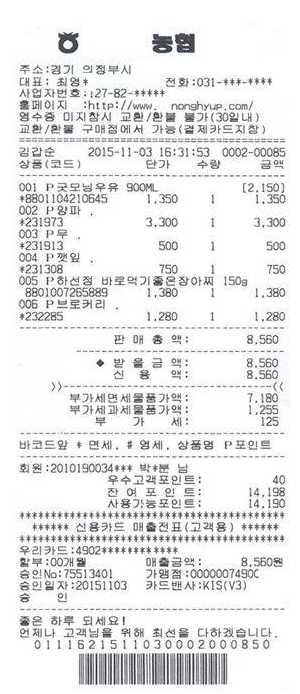 농협
주소:경기 의정부시
대표: 최영* 전화:031-***-****
사업자번호:127-82-*****
홈페이지 :http://www. nonghyup.com/
영수증 미지참시 교환/환불 불가(30일내)
교환/환불 구매점에서 가능(결제카드지참)
김갑순 2015-11-03 16:31:53 0002-00085
상품(코드) 단가 수량 금액
001 P굿모닝우유 900ML [2,150]
*8801104210645 1,350 1 1,350
002 P양파 .
*231973 3,300 1 3,300
003 P무 .
*231913 500 1 500
004 P깻잎 .
*231308 750 1 750
005 P하선정 바로먹기좋은장아찌 150g
8801007265889 1,380 1 1,380
006 P브로커리 .
*232285 1,280 1 1,280
판 매 총 액: 8,560
◆ 받 을 금 액: 8,560
신 용 액: 8,560
부가세면세물품가액: 7,180
부가세과세물품가액: 1,255
부 가 세: 125
바코드앞 * 면세, # 영세, 상품명 P포인트
회원:2010190034*** 박*분 님
우수고객포인트: 40
잔 여 포 인 트: 14,198
사용가능포인트: 14,190
****** 신용카드 매출전표(고객용) ******
우리카드:4902************
할부:00개월 매출금액: 8,560원
승인No:75513401 가맹점:0000007490C
승인일자:20151103 카드밴사:KIS(V3)
승 인
좋은 하루 되세요!
언제나 고객님을 위해 최선을 다하겠습니다.
0111621511030002000850